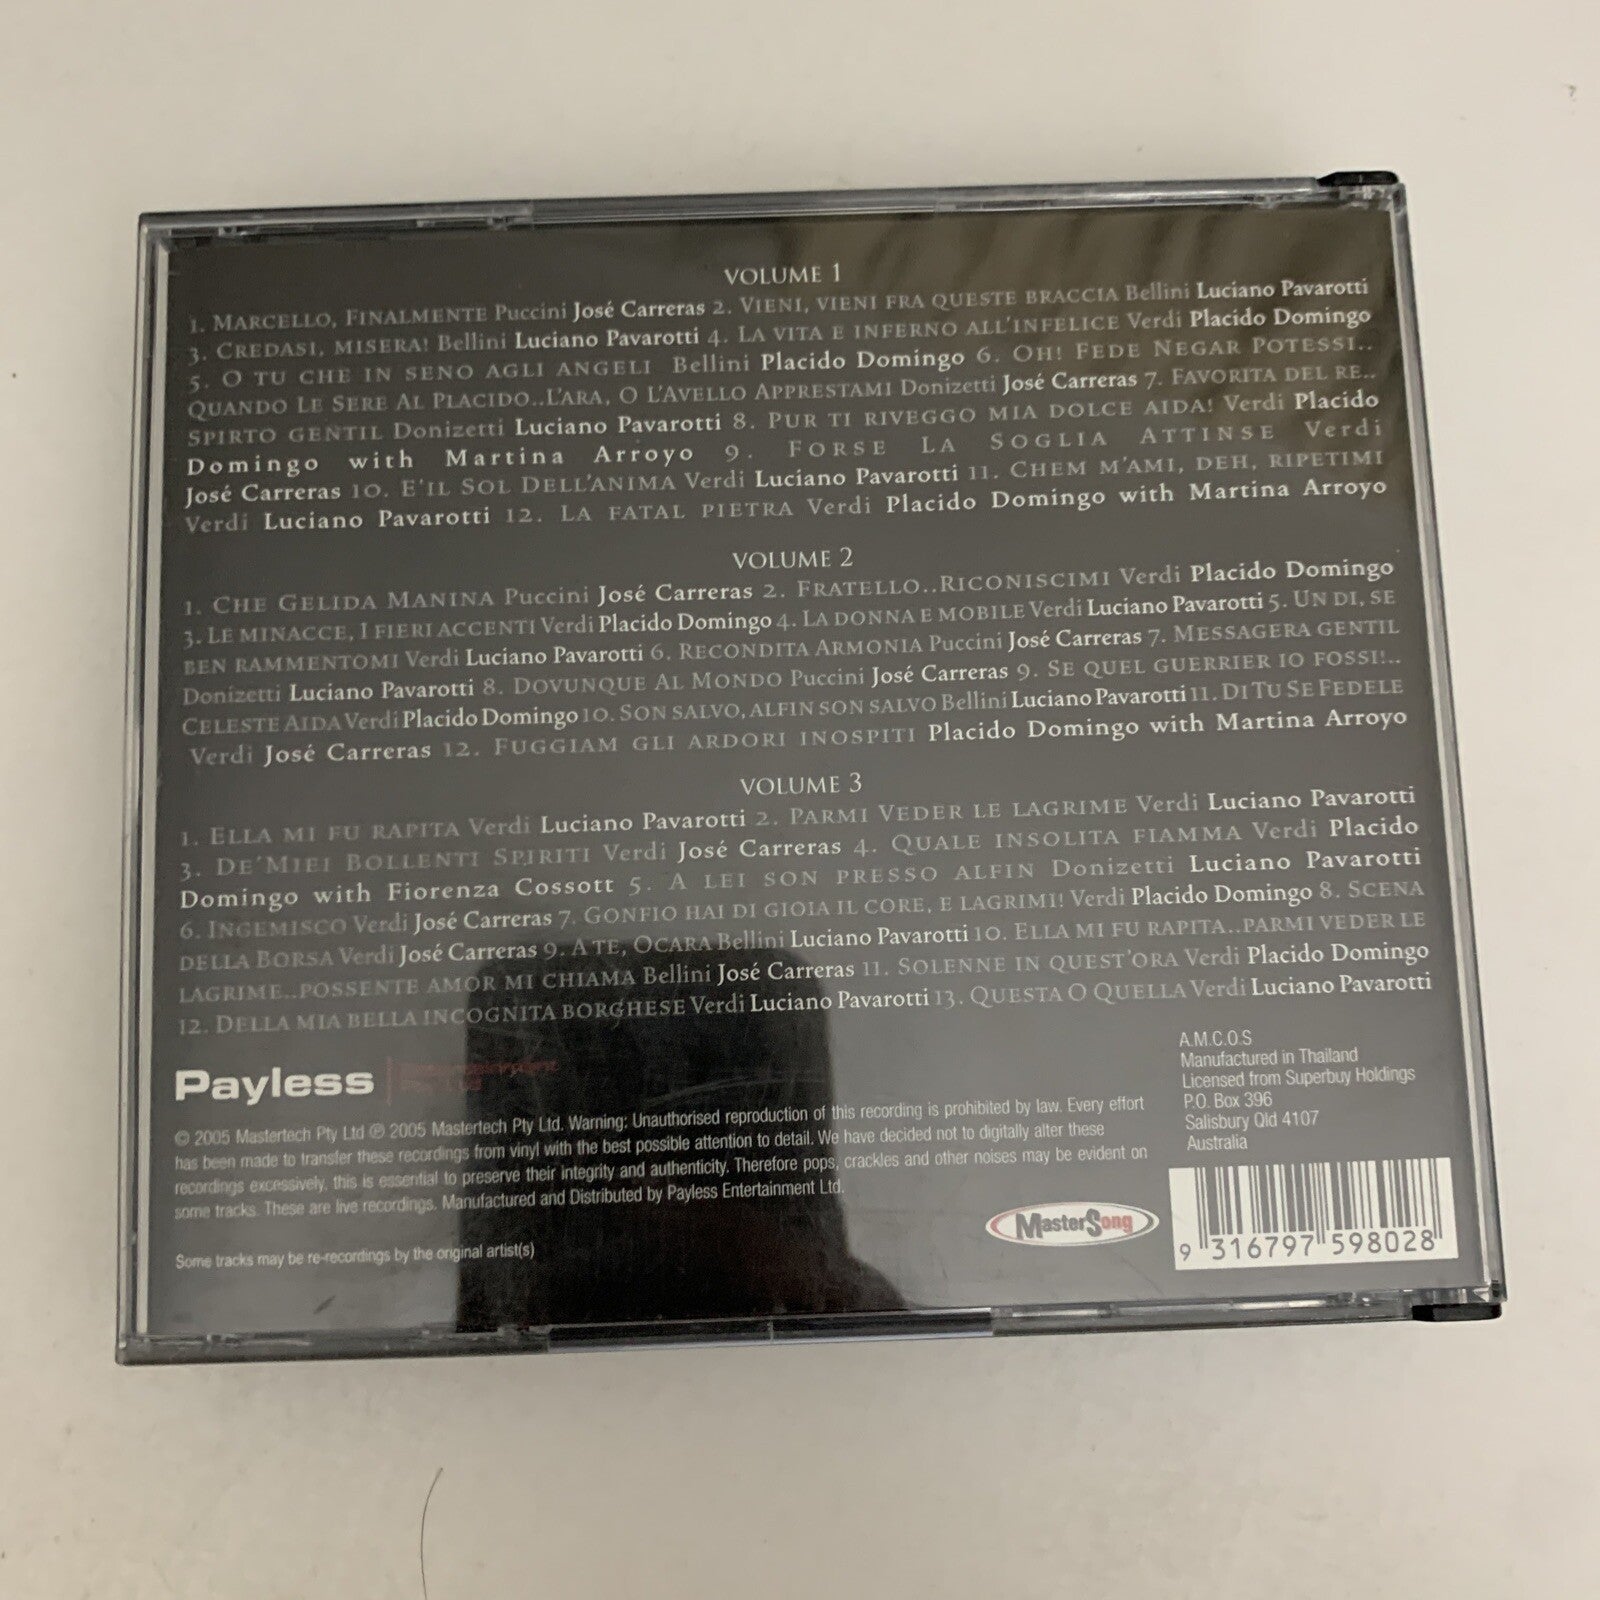 VOLUME 1
1. MARCELLO, FINALMENTE Puccini José Carreras 2. VIENI, VIENI FRA QUESTE BRACCIA Bellini Luciano Pavarotti
3. CREDASI, MISERA! Bellini Luciano Pavarotti 4. LA VITA E INFERNO ALL'INFELICE Verdi Placido Domingo
5. O TU CHE IN SENO AGLI ANGELI Bellini Placido Domingo 6. OH! FEDE NEGAR POTESSI..
QUANDO LE SERE AL PLACIDO..L'ARA, O L'AVELLO APPRESTAMI Donizetti José Carreras 7. FAVORITA DEL RE..
SPIRTO GENTIL Donizetti Luciano Pavarotti 8. PUR TI RIVEGGO MIA DOLCE AIDA! Verdi Placido
Domingo with Martina Arroyo 9. FORSE LA SOGLIA ATTINSE Verdi
José Carreras 10. E'IL SOL DELL'ANIMA Verdi Luciano Pavarotti 11. CHEM M'AMI, DEH, RIPETIMI
Verdi Luciano Pavarotti 12. LA FATAL PIETRA Verdi Placido Domingo with Martina Arroyo
VOLUME 2
1. CHE GELIDA MANINA Puccini José Carreras 2. FRATELLO..RICONISCIMI Verdi Placido Domingo
3. LE MINACCE, I FIERI ACCENTI Verdi Placido Domingo 4. LA DONNA E MOBILE Verdi Luciano Pavarotti 5. UN DI, SE
BEN RAMMENTOMI Verdi Luciano Pavarotti 6. RECONDITA ARMONIA Puccini José Carreras 7. MESSAGERA GENTIL
Donizetti Luciano Pavarotti 8. DOVUNQUE AL MONDO Puccini José Carreras 9. SE QUEL GUERRIER IO FOSSI!..
CELESTE AIDA Verdi Placido Domingo 10. SON SALVO, ALFIN SON SALVO Bellini Luciano Pavarotti 11. DI TU SE FEDELE
Verdi José Carreras 12. FUGGIAM GLI ARDORI INOSPITI Placido Domingo with Martina Arroyo
VOLUME 3
1. ELLA MI FU RAPITA Verdi Luciano Pavarotti 2. PARMI VEDER LE LAGRIME Verdi Luciano Pavarotti
3. DE'MIEI BOLLENTI SPIRITI Verdi José Carreras 4. QUALE INSOLITA FIAMMA Verdi Placido
Domingo with Fiorenza Cossott 5. A LEI SON PRESSO ALFIN Donizetti Luciano Pavarotti
6. INGEMISCO Verdi José Carreras 7. GONFIO HAI DI GIOIA IL CORE, E LAGRIMI! Verdi Placido Domingo 8. SCENA
DELLA BORSA Verdi José Carreras 9. A TE, OCARA Bellini Luciano Pavarotti 10. ELLA MI FU RAPITA..PARMI VEDER LE
LAGRIME..POSSENTE AMOR MI CHIAMA Bellini José Carreras 11. SOLENNE IN QUEST'ORA Verdi Placido Domingo
12. DELLA MIA BELLA INCOGNITA BORGHESE Verdi Luciano Pavarotti 13. QUESTA O QUELLA Verdi Luciano Pavarotti
Payless
© 2005 Mastertech Pty Ltd ℗ 2005 Mastertech Pty Ltd. Warning: Unauthorised reproduction of this recording is prohibited by law. Every effort
has been made to transfer these recordings from vinyl with the best possible attention to detail. We have decided not to digitally alter these
recordings excessively, this is essential to preserve their integrity and authenticity. Therefore pops, crackles and other noises may be evident on
some tracks. These are live recordings. Manufactured and Distributed by Payless Entertainment Ltd.
Some tracks may be re-recordings by the original artist(s)
A.M.C.O.S
Manufactured in Thailand
Licensed from Superbuy Holdings
P.O. Box 396
Salisbury Qld 4107
Australia
MasterSong
9 316797 598028